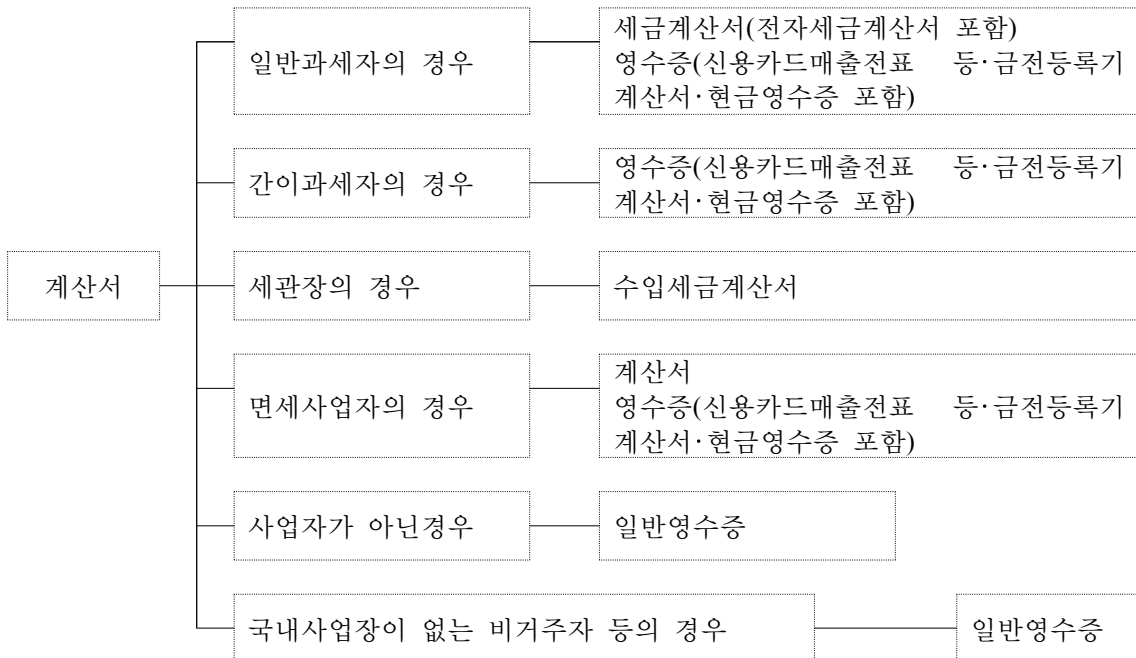 일반과세자의 경우
세금계산서(전자세금계산서 포함)
영수증(신용카드매출전표 등·금전등록기
계산서·현금영수증 포함)
간이과세자의 경우
영수증(신용카드매출전표 등·금전등록기
계산서·현금영수증 포함)
계산서
세관장의 경우
수입세금계산서
면세사업자의 경우
계산서
영수증(신용카드매출전표 등·금전등록기
계산서·현금영수증 포함)
사업자가 아닌경우
일반영수증
국내사업장이 없는 비거주자 등의 경우
일반영수증